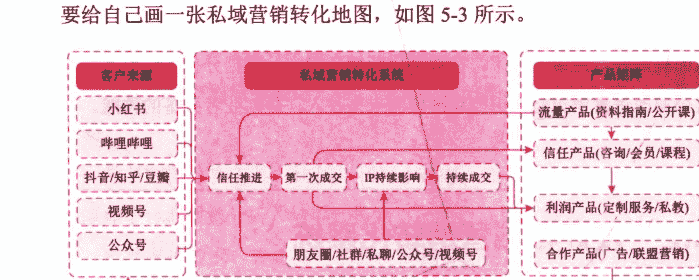 要给自己画一张私域营销转化地图，如图 5-3 所示。
客户来源
小红书
哔哩哔哩
抖音/知乎/豆瓣
视频号
公众号
私域营销转化系统
信任推进
第一次成交
IP持续影响
持续成交
朋友圈/社群/私聊/公众号/视频号
产品矩阵
流量产品(资料指南/公开课)
信任产品(咨询/会员/课程)
利润产品(定制服务/私教)
合作产品(广告/联盟营销)